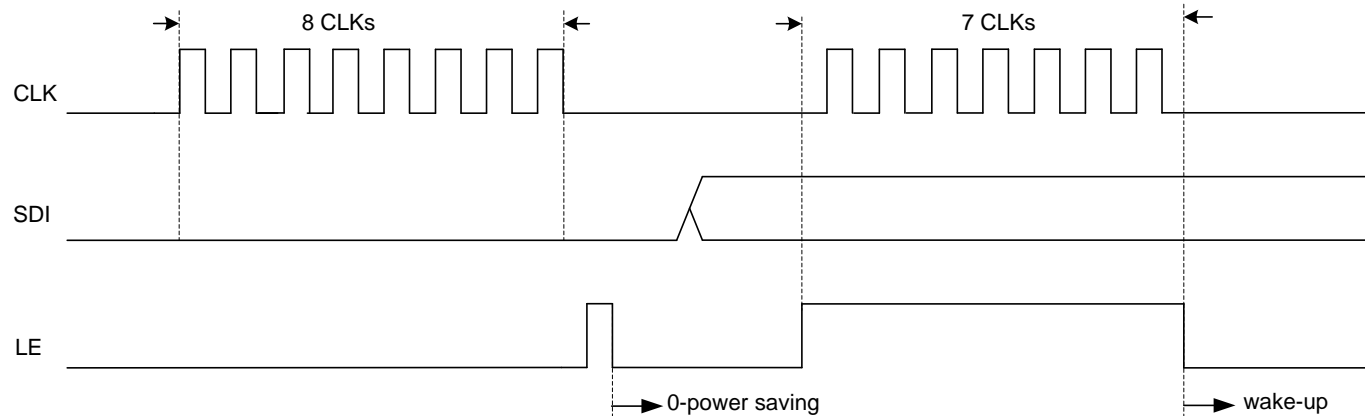 8 CLKs
7 CLKs
CLK
SDI
LE
0-power saving
wake-up